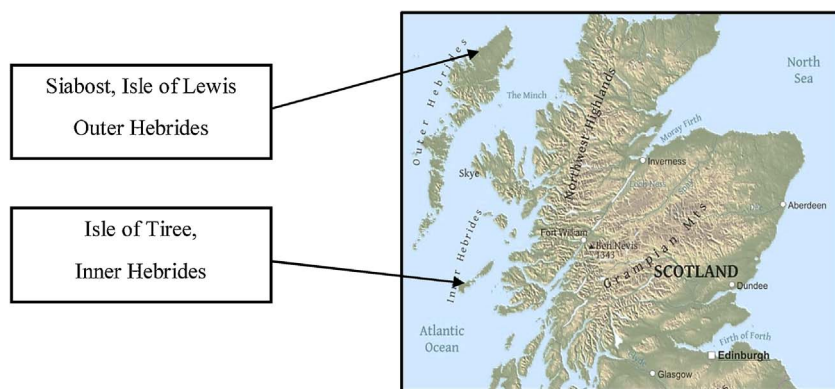 Siabost, Isle of Lewis
Outer Hebrides
Isle of Tiree,
Inner Hebrides
Outer Hebrides
The Minch
North
Sea
Northwest Highlands
Moray Firth
Skye
Inverness
Loch Ness
Aberdeen
Inner Hebrides
Fort William
Ben Nevis
1343
Grampian Mts
SCOTLAND
Dundee
Atlantic
Ocean
Firth of Forth
Edinburgh
Glasgow